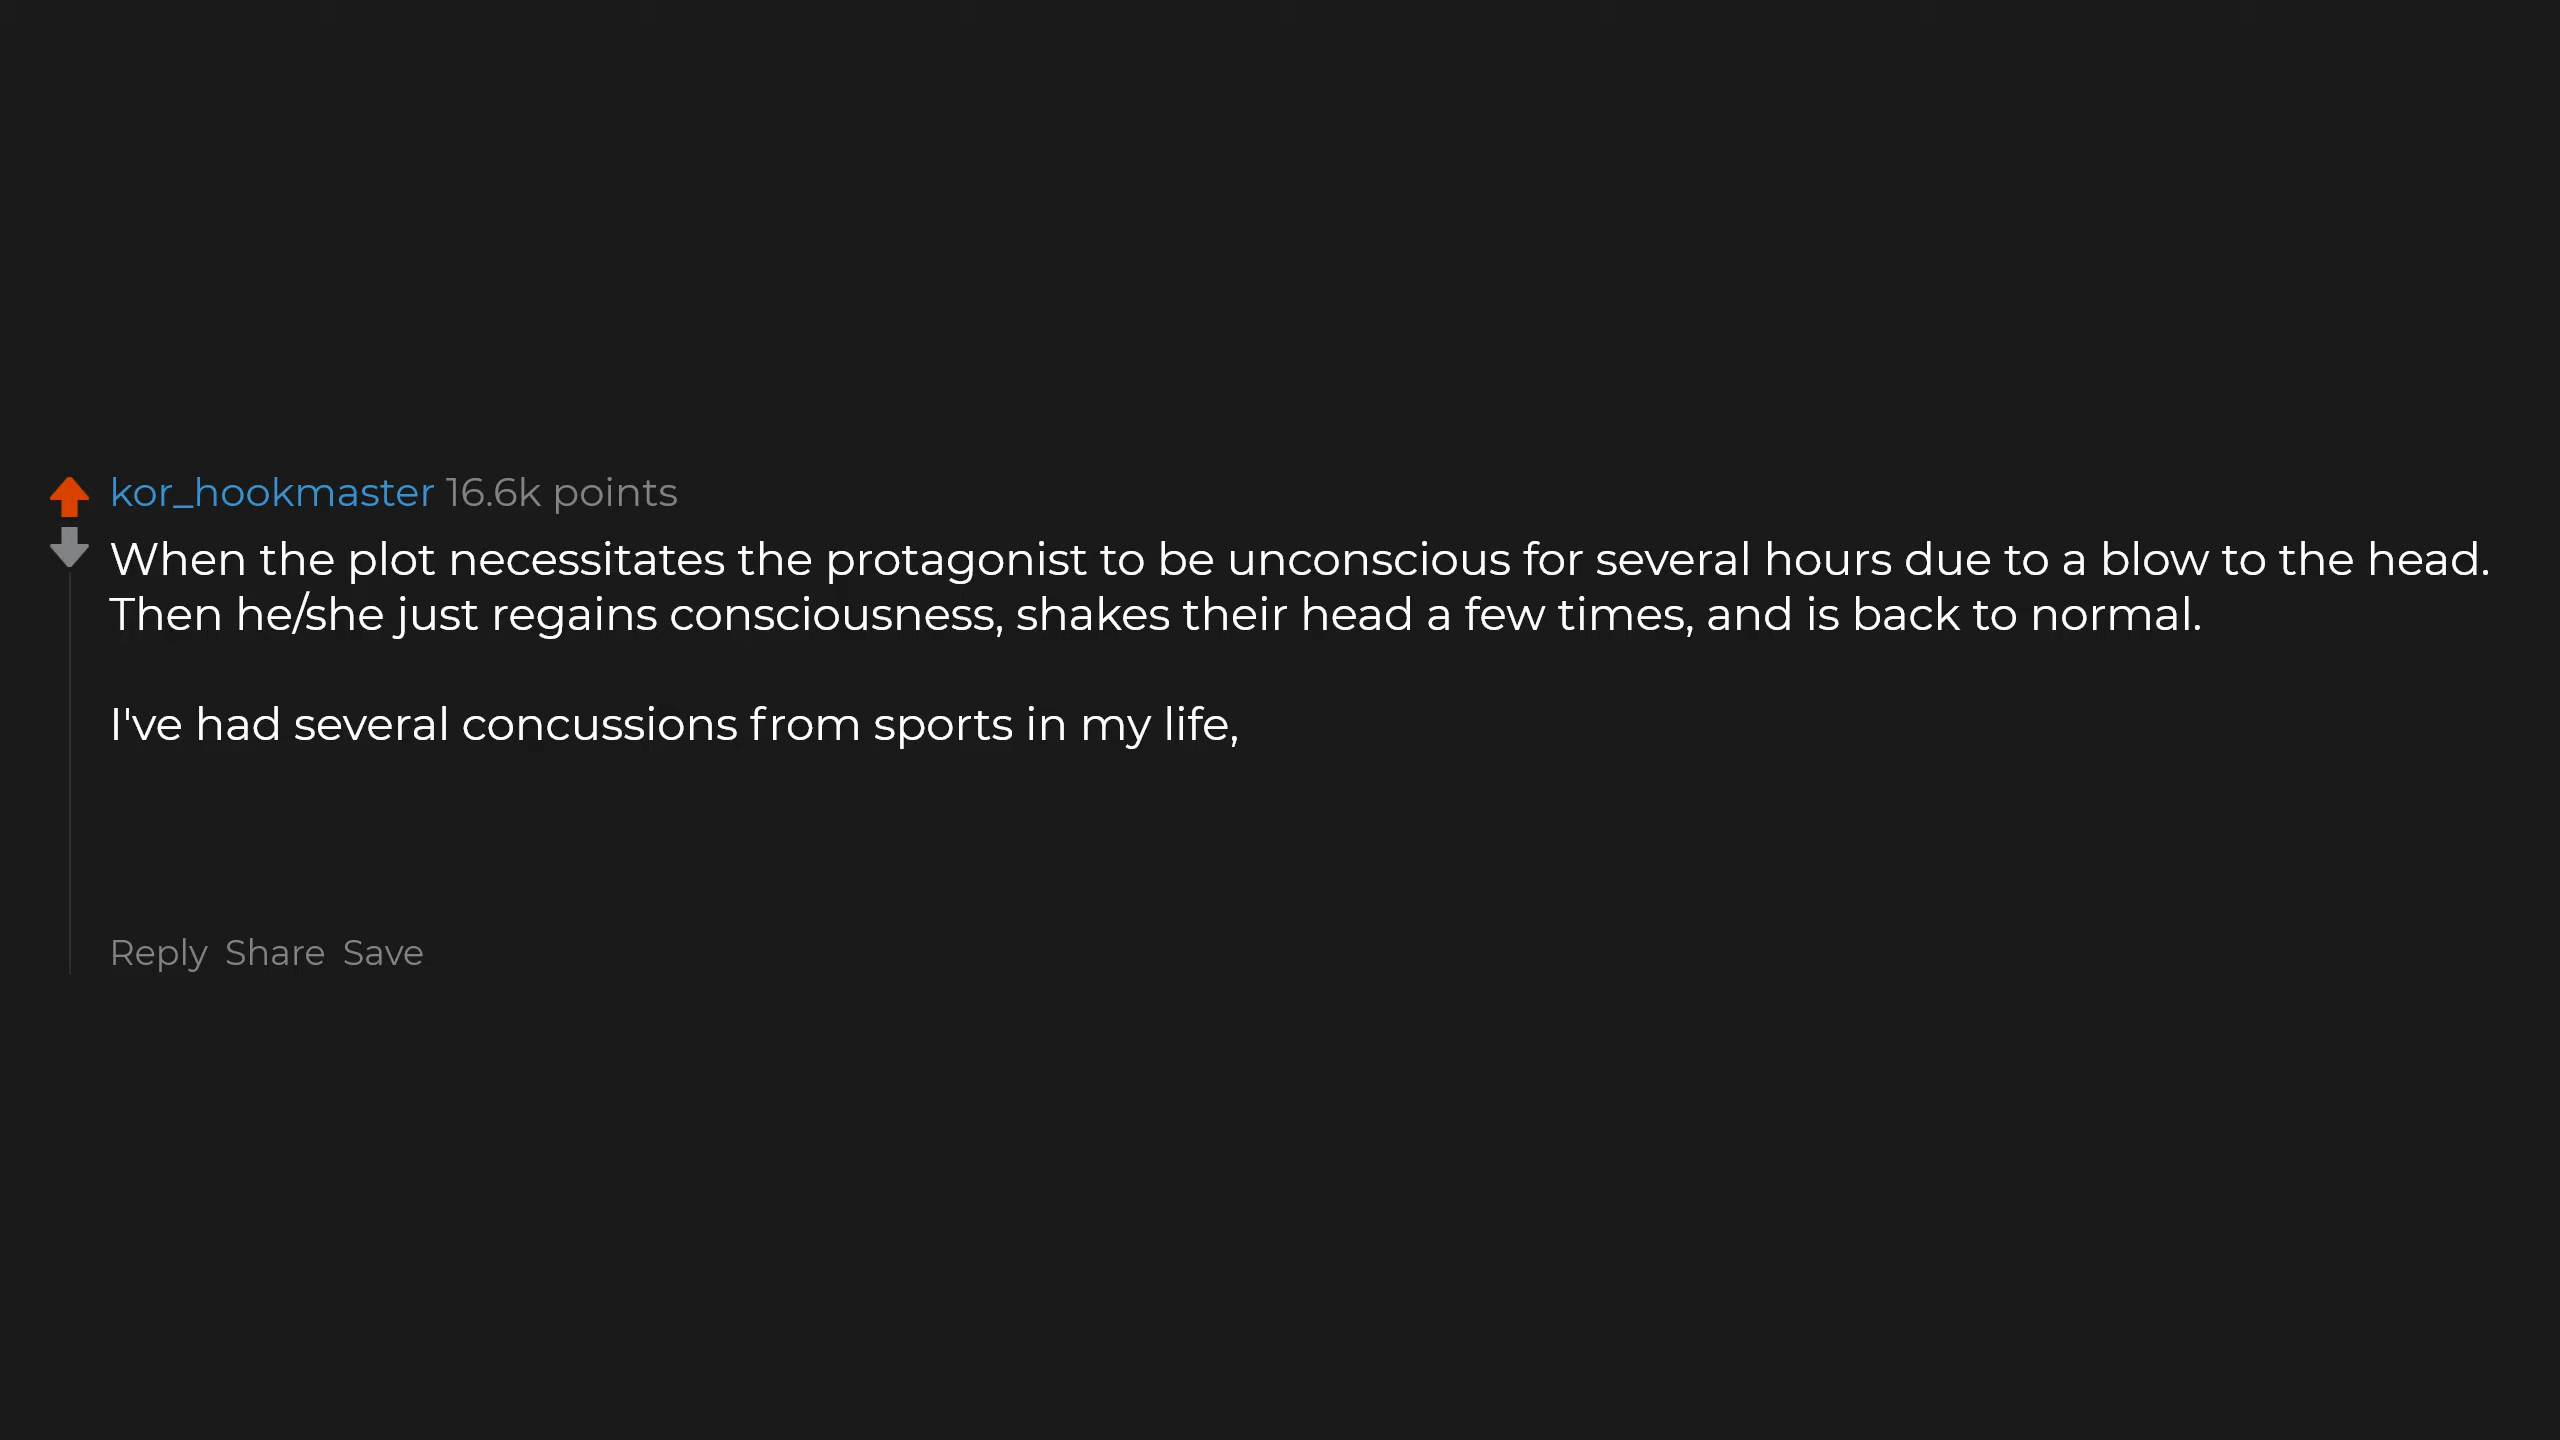 kor_hookmaster 16.6k points
When the plot necessitates the protagonist to be unconscious for several hours due to a blow to the head.
Then he/she just regains consciousness, shakes their head a few times, and is back to normal.
I've had several concussions from sports in my life,
Reply Share Save